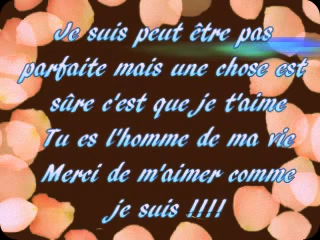 Je suis peut être pas
parfaite mais une chose est
sûre c'est que je t'aime
Tu es l'homme de ma vie
Merci de m'aimer comme
je suis !!!!